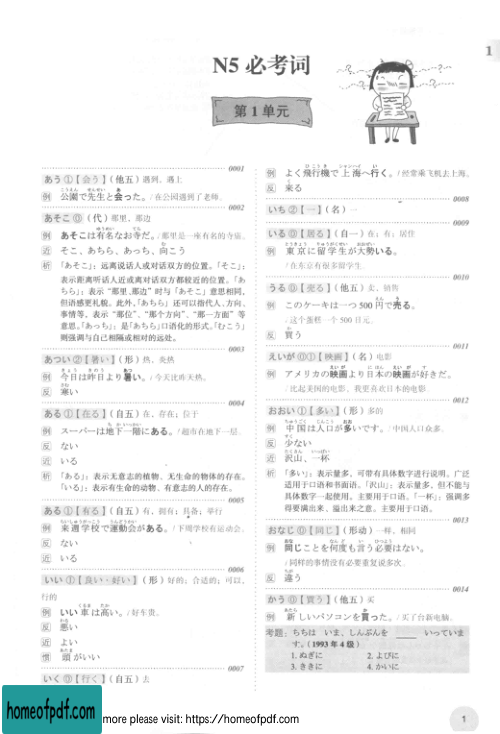 1
N5 必考词
第1单元
0001
あう①【会う】(他五) 遇到、遇上
例 公園で先生と会った。/在公园遇到了老师。
0002
あそこ⓪(代) 那里、那边
例 あそこは有名なお寺だ。/那里是一座有名的寺庙。
近 そこ、あちら、あっち、向こう
析 「あそこ」：远离说话人或对话双方的位置。「そこ」：
表示距离听话人近或离对话双方都较近的位置。「あ
ちら」：表示“那里、那边”时与「あそこ」意思相同，
但语感更礼貌。此外，「あちら」还可以指代人、方向、
事情等，表示“那位”、“那个方向”、“那一方面”等
意思。「あっち」：是「あちら」口语化的形式。「むこう」
则强调与自己相隔或相对的远处。
0003
あつい②【暑い】(形) 热、炎热
例 今日は昨日より暑い。/今天比昨天热。
反 寒い
0004
ある①【在る】(自五) 在、存在；位于
例 スーパーは地下一階にある。/超市在地下一层。
反 ない
近 いる
析 「ある」：表示无意志的植物、无生命的物体的存在。
「いる」：表示有生命的动物、有意志的人的存在。
0005
ある①【有る】(自五) 有、拥有；具备；举行
例 来週学校で運動会がある。/下周学校有运动会。
反 ない
近 いる
0006
いい①【良い・好い】(形) 好的；合适的；可以、
行的
例 いい車は高い。/好车贵。
反 悪い
近 よい
惯 頭がいい
0007
いく⓪【行く】(自五) 去
例 よく飛行機で上海へ行く。/经常乘飞机去上海。
反 来る
0008
いち②【一】(名) 一
0009
いる⓪【居る】(自一) 在；有；居住
例 東京に留学生が大勢いる。
/在东京有很多留学生。
0010
うる⓪【売る】(他五) 卖、销售
例 このケーキは一つ500円で売る。
/这个蛋糕一个500日元。
反 買う
0011
えいが⓪①【映画】(名) 电影
例 アメリカの映画より日本の映画が好きだ。
/比起美国的电影，我更喜欢日本的电影。
0012
おおい①【多い】(形) 多的
例 中国は人口が多いです。/中国人口众多。
反 少ない
近 沢山、一杯
析 「多い」：表示量多，可带有具体数字进行说明，广泛
适用于口语和书面语。「沢山」：表示量多，但不能与
具体数字一起使用，主要用于口语。「一杯」：强调多
得要满出来、溢出来之意，主要用于口语。
0013
おなじ⓪【同じ】(形动) 一样、相同
例 同じことを何度も言う必要はない。
/同样的事情没有必要重复说多次。
反 違う
0014
かう⓪【買う】(他五) 买
例 新しいパソコンを買った。/买了台新电脑。
考题：ちちは いま、しんぶんを ____ いっていま
す。(1993年4级)
1. ぬぎに 2. よびに
3. ききに 4. かいに
homeofpdf.com
more please visit: https://homeofpdf.com
1